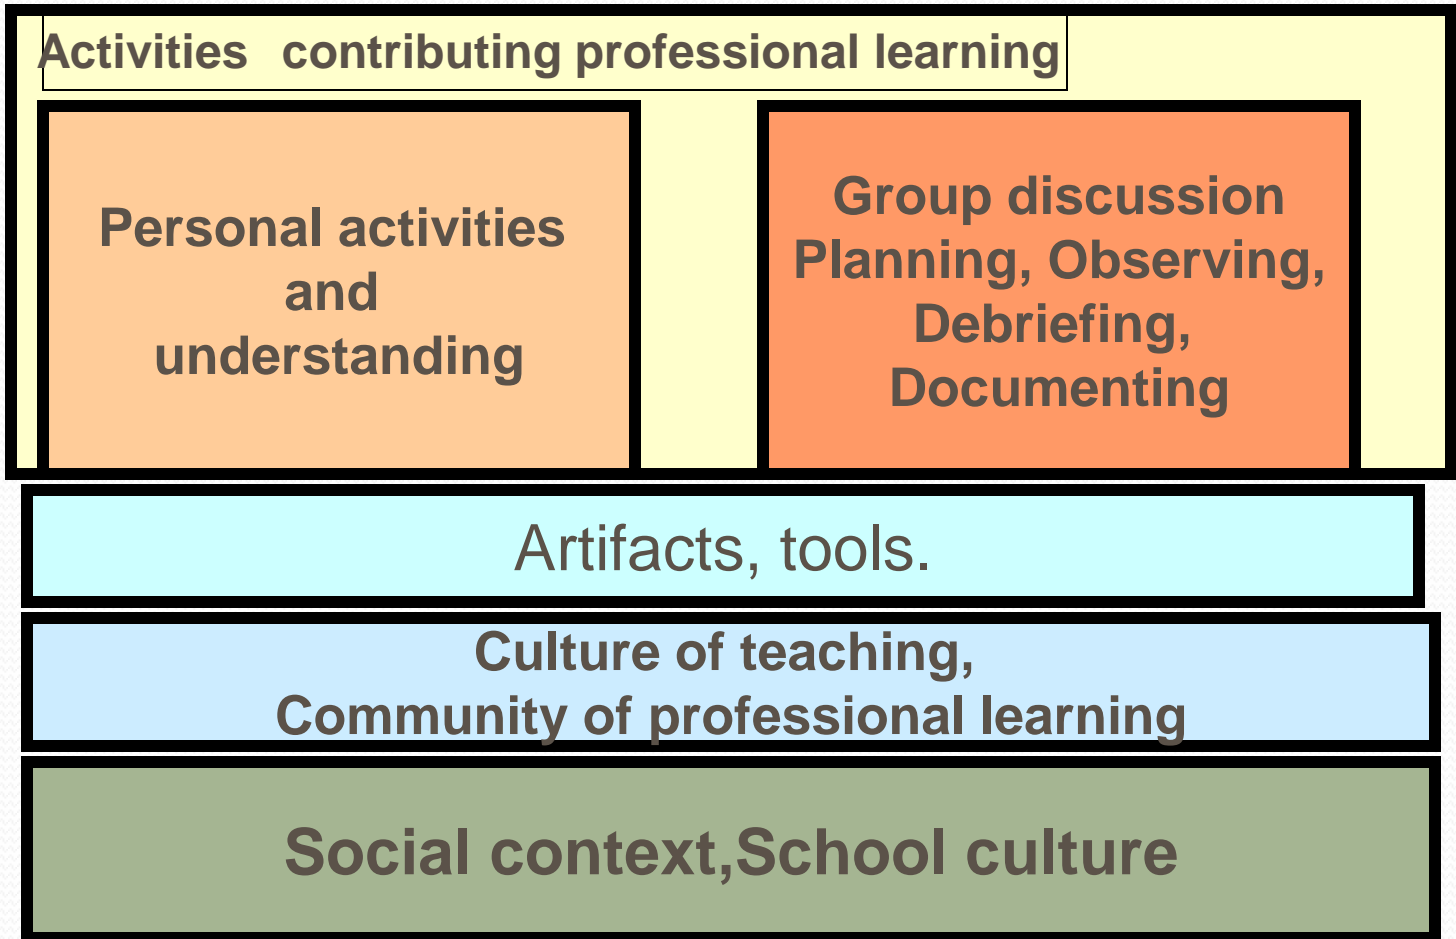 Activities contributing professional learning
Personal activities
and
understanding
Group discussion
Planning, Observing,
Debriefing,
Documenting
Artifacts, tools.
Culture of teaching,
Community of professional learning
Social context,School culture